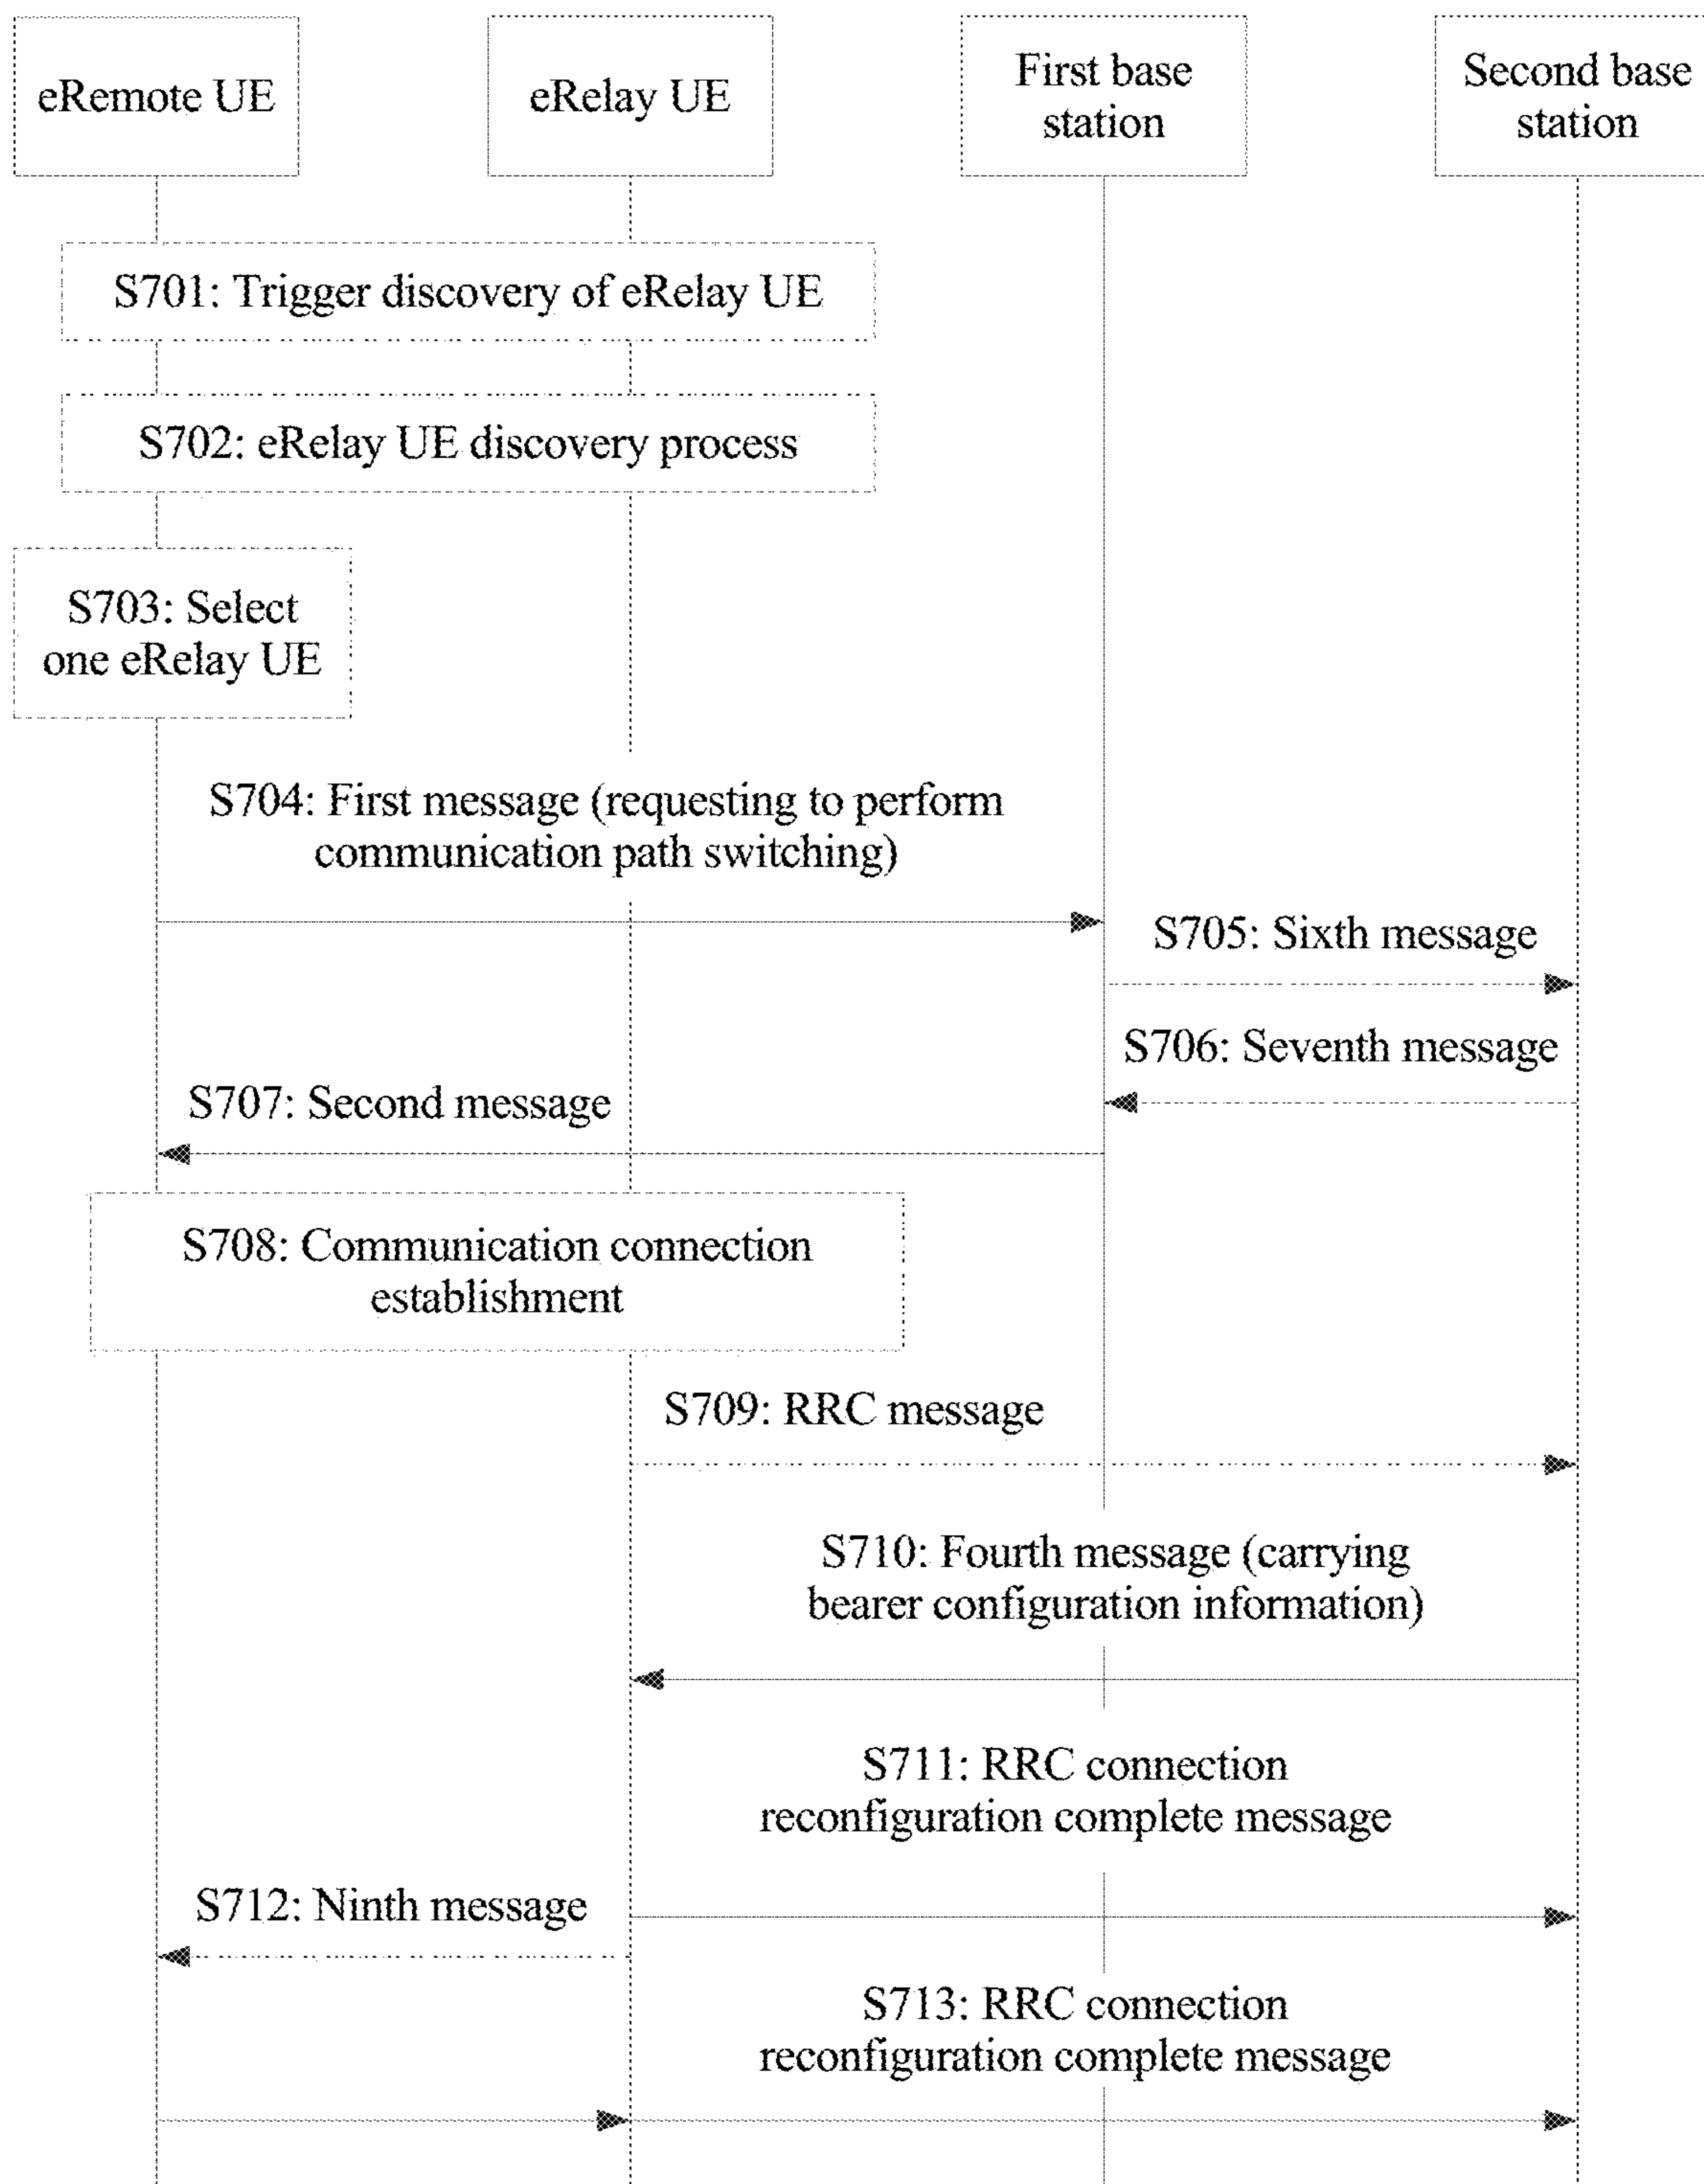 eRemote UE
eRelay UE
First base
station
Second base
station
S701: Trigger discovery of eRelay UE
S702: eRelay UE discovery process
S703: Select
one eRelay UE
S704: First message (requesting to perform
communication path switching)
S705: Sixth message
S706: Seventh message
S707: Second message
S708: Communication connection
establishment
S709: RRC message
S710: Fourth message (carrying
bearer configuration information)
S711: RRC connection
reconfiguration complete message
S712: Ninth message
S713: RRC connection
reconfiguration complete message